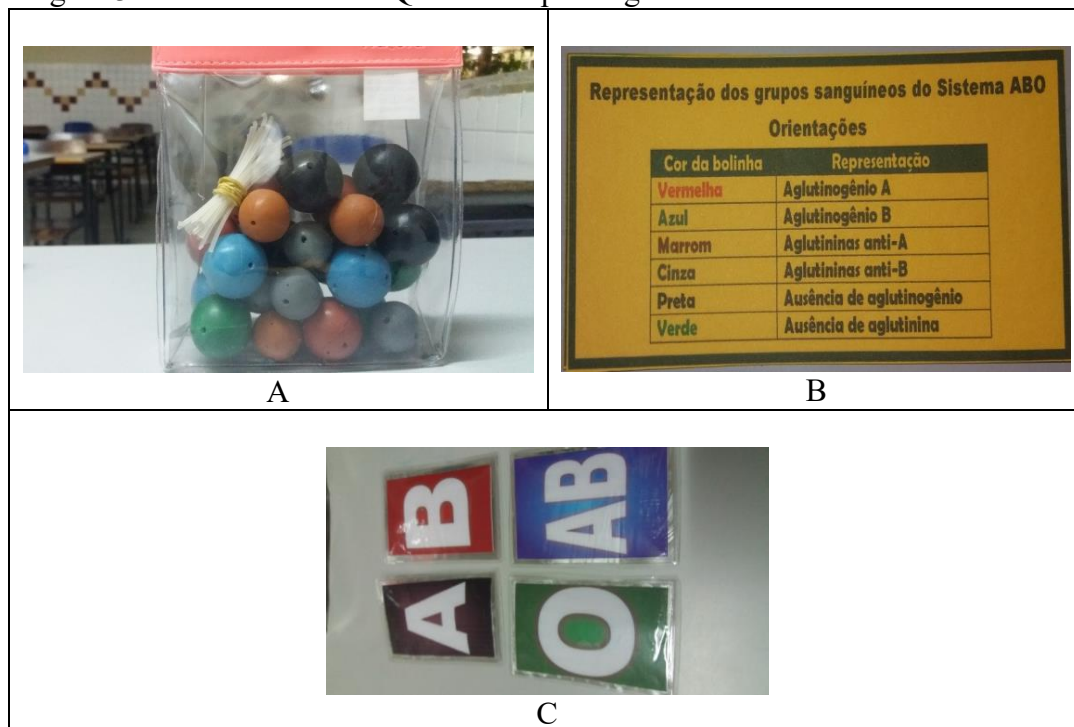 Representação dos grupos sanguíneos do Sistema ABO
Orientações
Cor da bolinha Representação
Vermelha Aglutinogênio A
Azul Aglutinogênio B
Marrom Aglutininas anti-A
Cinza Aglutininas anti-B
Preta Ausência de aglutinogênio
Verde Ausência de aglutinina
A B
B AB
A O
C